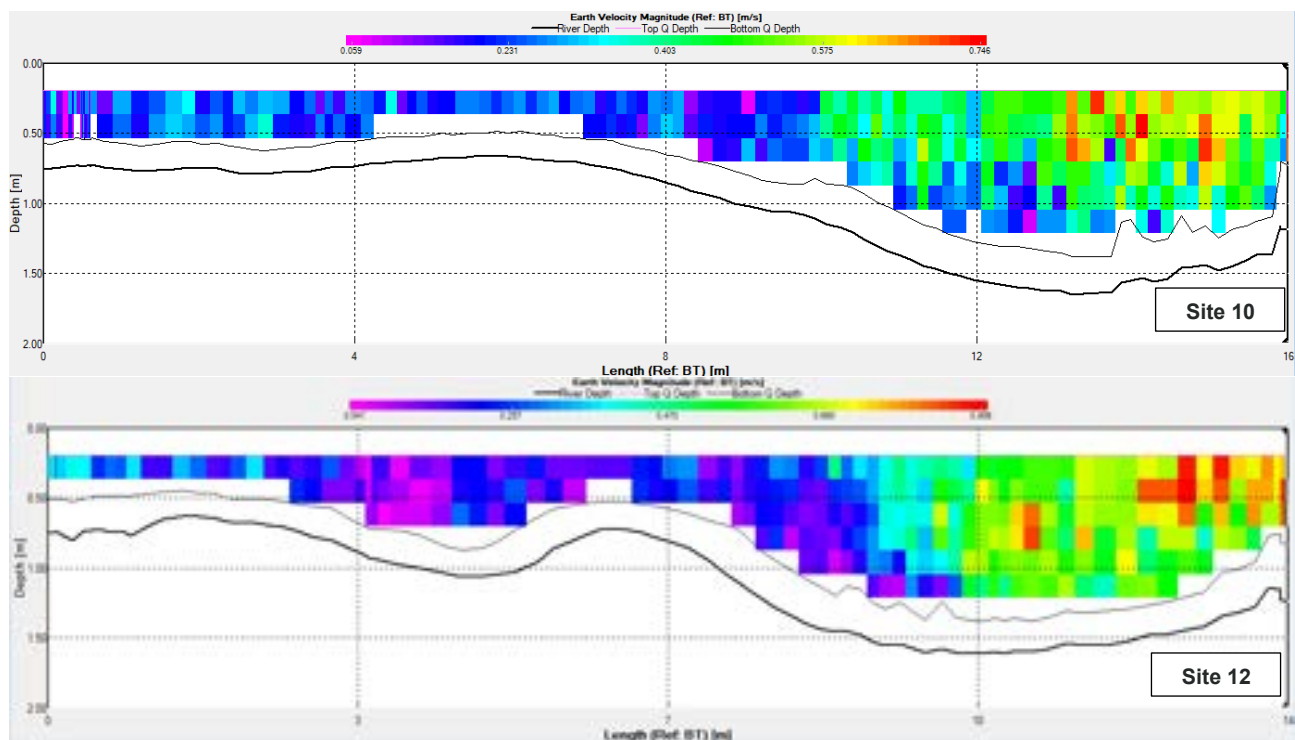 Earth Velocity Magnitude (Ref: BT) [m/s]
River Depth Top Q Depth Bottom Q Depth
0.059 0.231 0.403 0.575 0.746
0.00
0.50
1.00
1.50
2.00
Depth [m]
Site 10
0 4 8 12 16
Length (Ref: BT) [m]
Earth Velocity Magnitude (Ref: BT) [m/s]
River Depth Top Q Depth Bottom Q Depth
0.00
0.50
1.00
1.50
2.00
Depth [m]
Site 12
0 3 7 10
Length (Ref: BT) [m]